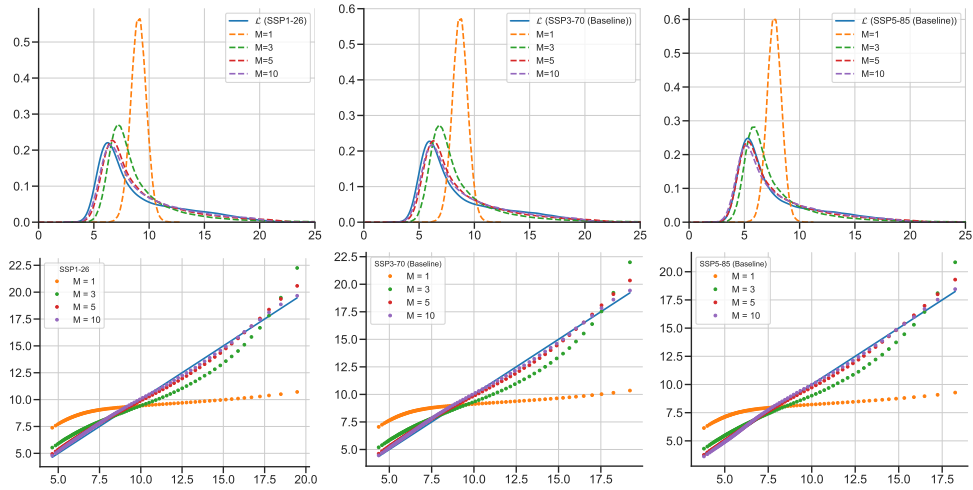 0.5
0.4
0.3
0.2
0.1
0.0
0 5 10 15 20 25
ℒ (SSP1-26)
M=1
M=3
M=5
M=10
0.6
0.5
0.4
0.3
0.2
0.1
0.0
0 5 10 15 20 25
ℒ (SSP3-70 (Baseline))
M=1
M=3
M=5
M=10
0.6
0.5
0.4
0.3
0.2
0.1
0.0
0 5 10 15 20 25
ℒ (SSP5-85 (Baseline))
M=1
M=3
M=5
M=10
22.5
20.0
17.5
15.0
12.5
10.0
7.5
5.0
5.0 7.5 10.0 12.5 15.0 17.5 20.0
SSP1-26
M = 1
M = 3
M = 5
M = 10
22.5
20.0
17.5
15.0
12.5
10.0
7.5
5.0
5.0 7.5 10.0 12.5 15.0 17.5
SSP3-70 (Baseline)
M = 1
M = 3
M = 5
M = 10
20.0
17.5
15.0
12.5
10.0
7.5
5.0
5.0 7.5 10.0 12.5 15.0 17.5
SSP5-85 (Baseline)
M = 1
M = 3
M = 5
M = 10